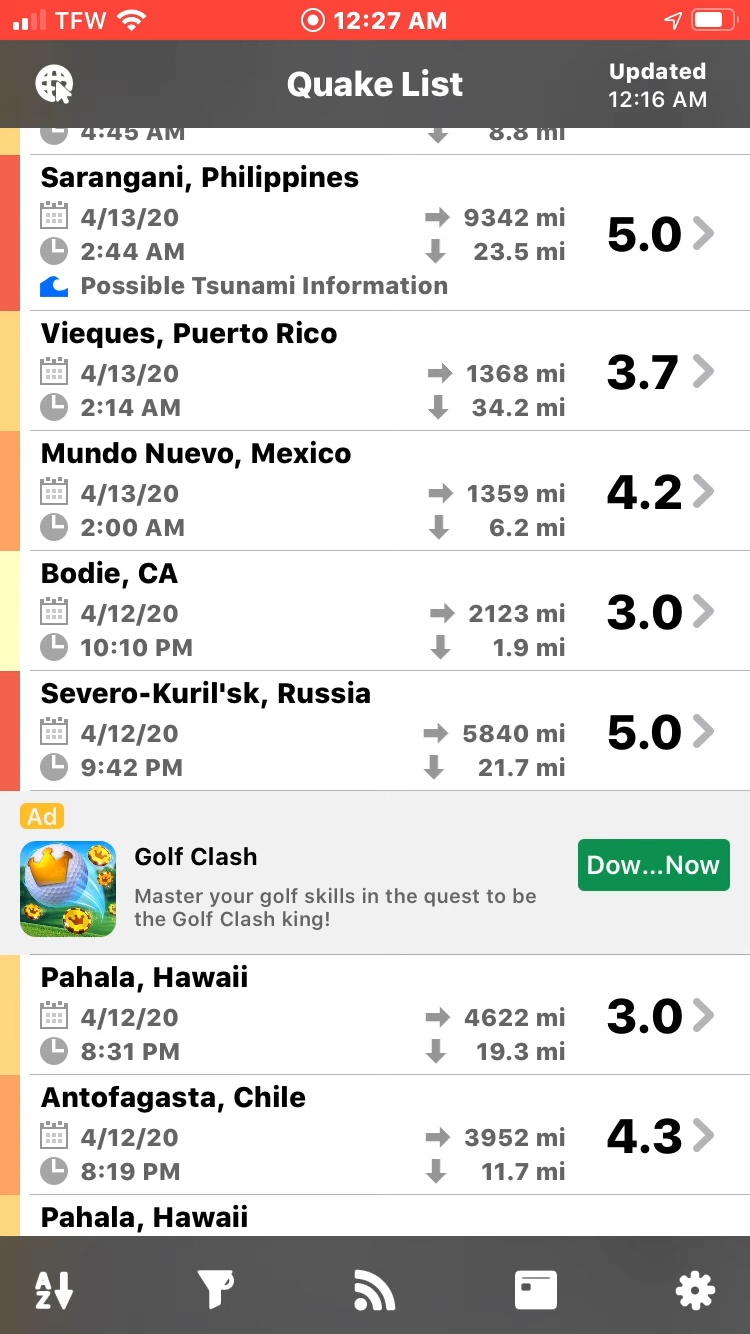 TFW 12:27 AM
Quake List
Updated
12:16 AM
4:45 AM 8.8 mi
Sarangani, Philippines
4/13/20 9342 mi
5.0
2:44 AM 23.5 mi
Possible Tsunami Information
Vieques, Puerto Rico
4/13/20 1368 mi
3.7
2:14 AM 34.2 mi
Mundo Nuevo, Mexico
4/13/20 1359 mi
4.2
2:00 AM 6.2 mi
Bodie, CA
4/12/20 2123 mi
3.0
10:10 PM 1.9 mi
Severo-Kuril'sk, Russia
4/12/20 5840 mi
5.0
9:42 PM 21.7 mi
Ad
Golf Clash
Dow...Now
Master your golf skills in the quest to be
the Golf Clash king!
Pahala, Hawaii
4/12/20 4622 mi
3.0
8:31 PM 19.3 mi
Antofagasta, Chile
4/12/20 3952 mi
4.3
8:19 PM 11.7 mi
Pahala, Hawaii
A
Z